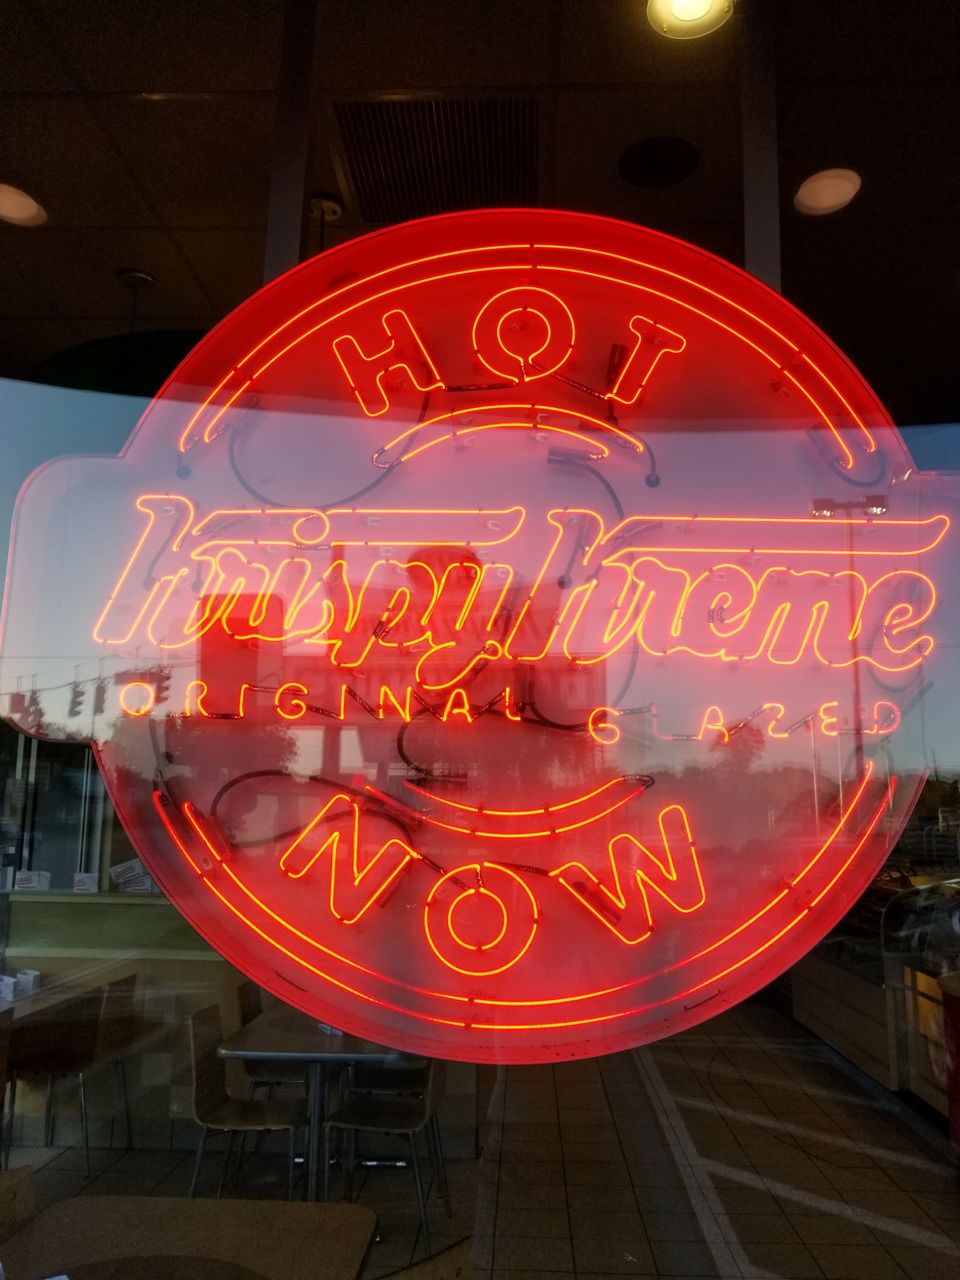 HOT
Krispy Kreme
ORIGINAL GLAZED
NOW